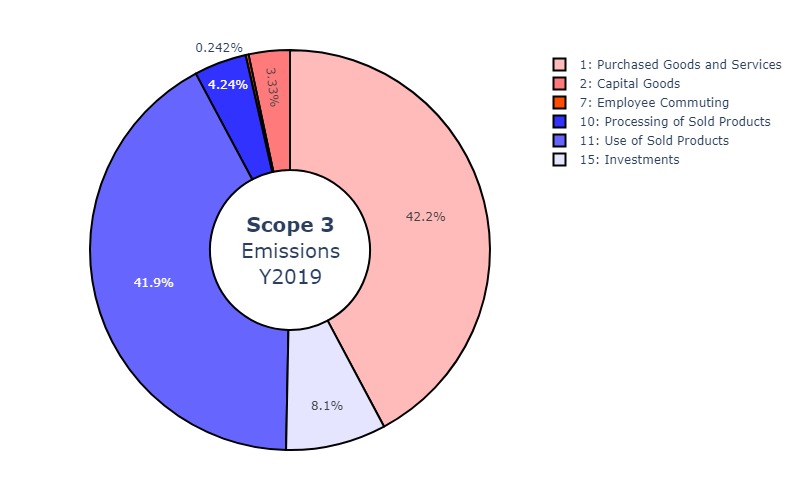 0.242%
4.24%
3.33%
42.2%
41.9%
8.1%
Scope 3
Emissions
Y2019
1: Purchased Goods and Services
2: Capital Goods
7: Employee Commuting
10: Processing of Sold Products
11: Use of Sold Products
15: Investments